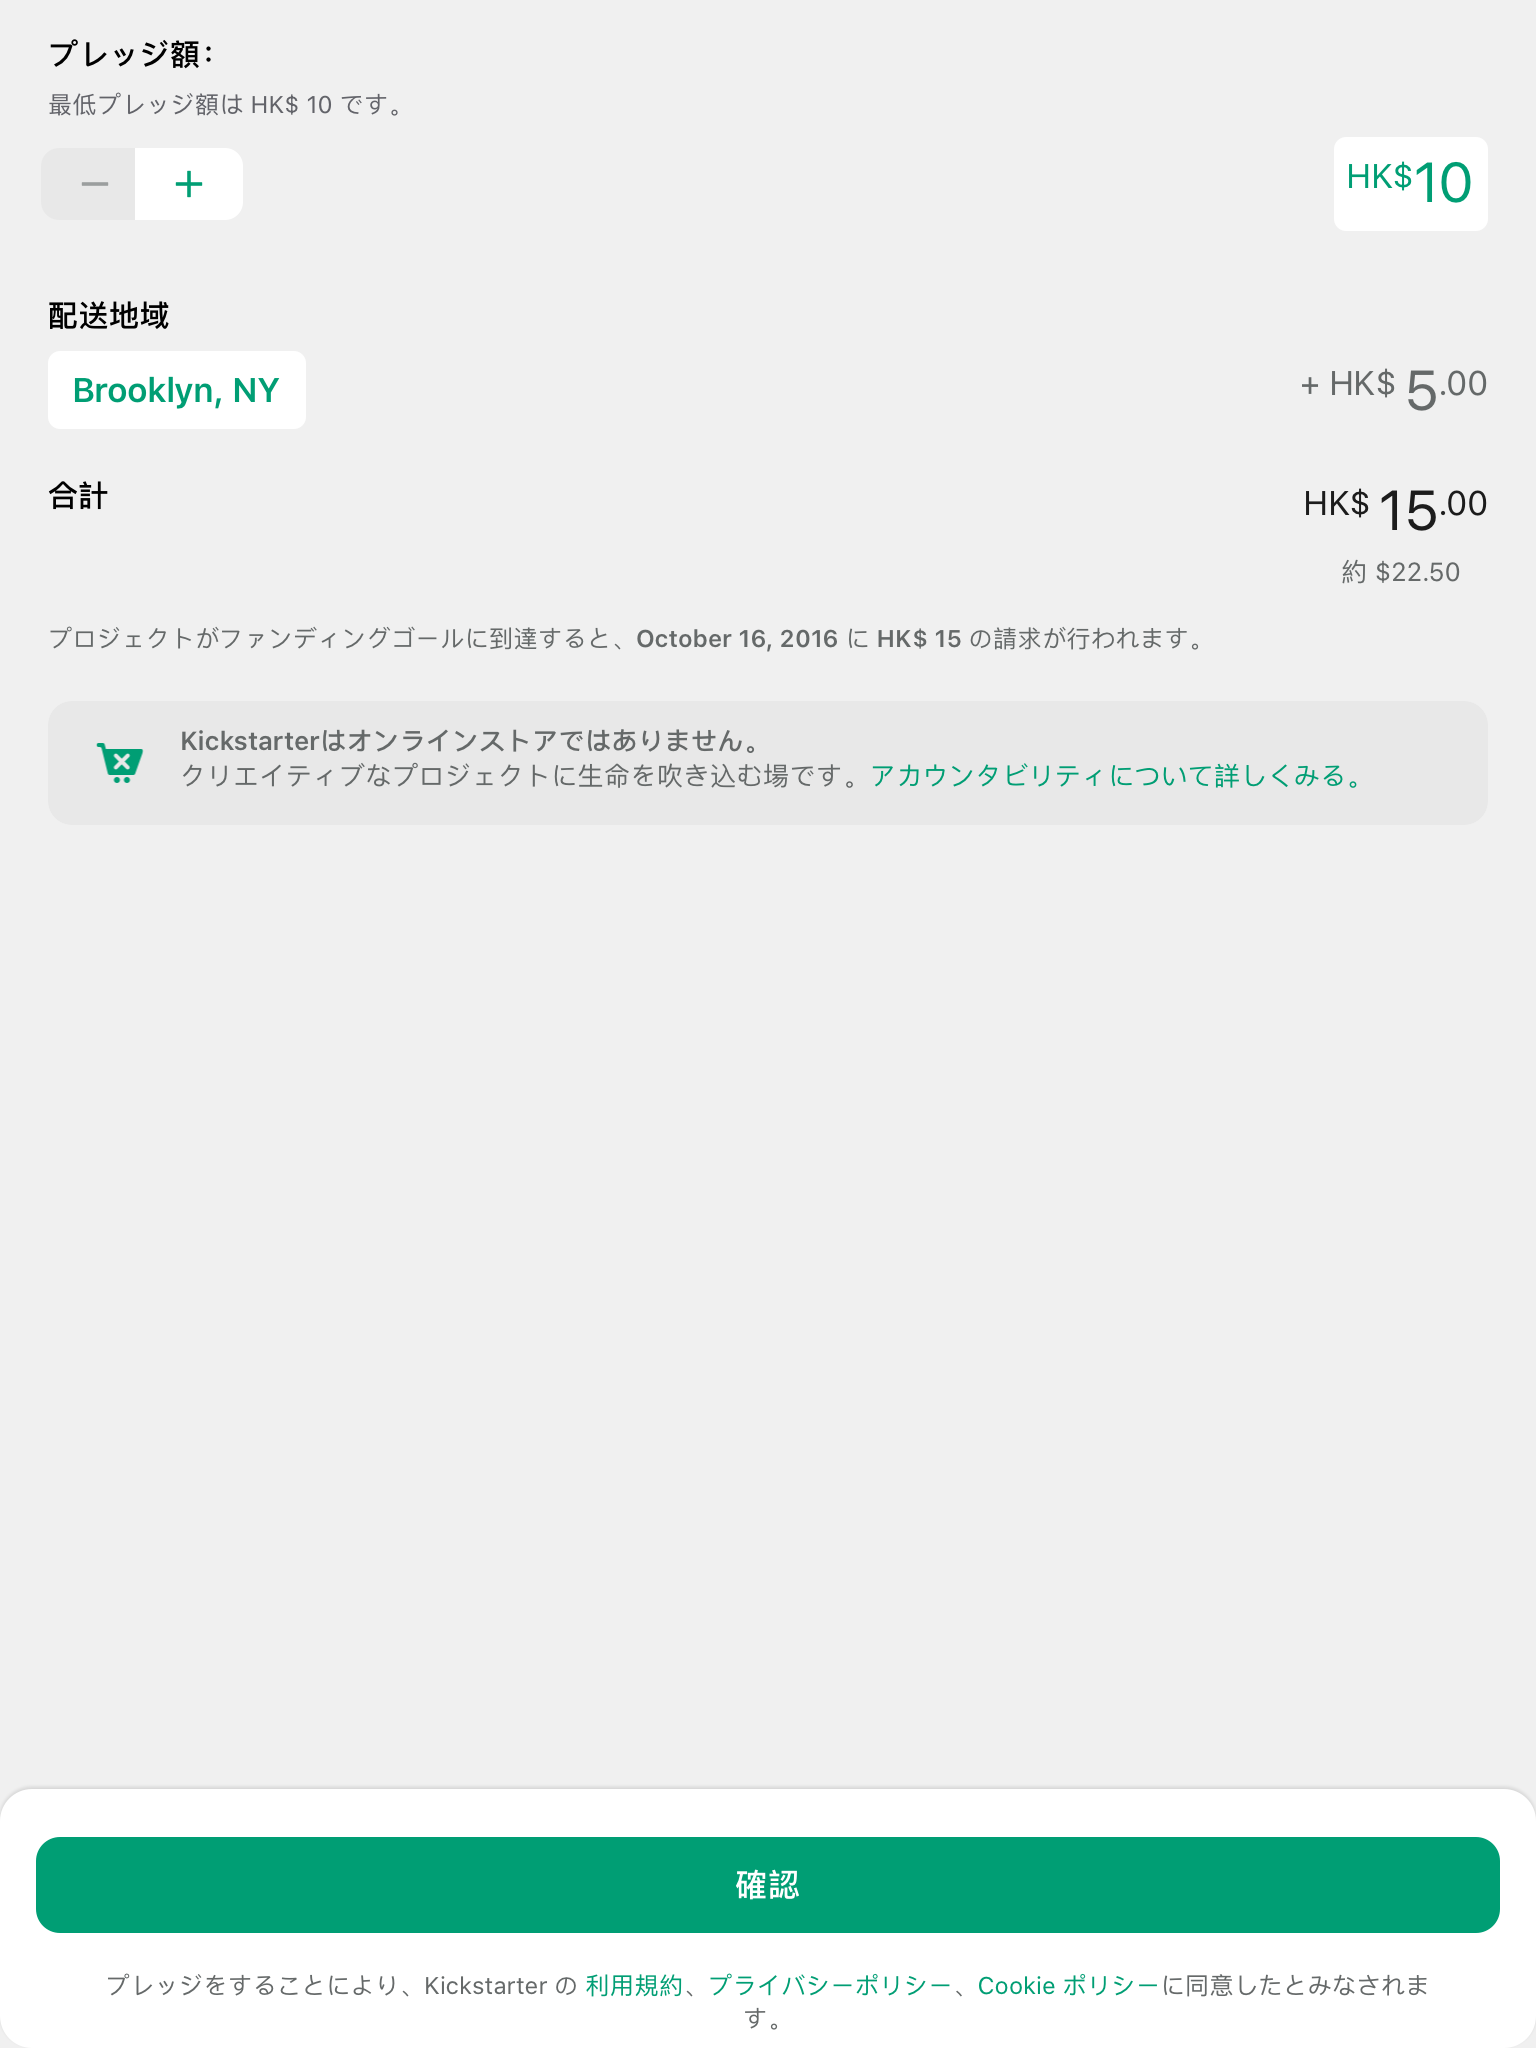 プレッジ額：
最低プレッジ額は HK$ 10 です。
− +
HK$10
配送地域
Brooklyn, NY
+ HK$ 5.00
合計
HK$ 15.00
約 $22.50
プロジェクトがファンディングゴールに到達すると、October 16, 2016 に HK$ 15 の請求が行われます。
Kickstarterはオンラインストアではありません。
クリエイティブなプロジェクトに生命を吹き込む場です。アカウンタビリティについて詳しくみる。
確認
プレッジをすることにより、Kickstarter の 利用規約、プライバシーポリシー、Cookie ポリシーに同意したとみなされま
す。